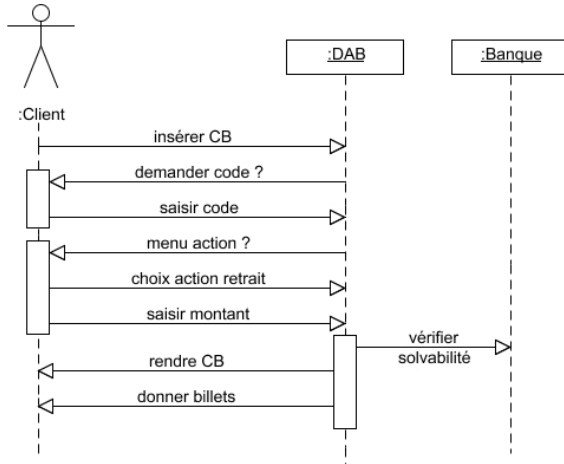 :DAB
:Banque
:Client
insérer CB
demander code ?
saisir code
menu action ?
choix action retrait
saisir montant
vérifier
solvabilité
rendre CB
donner billets